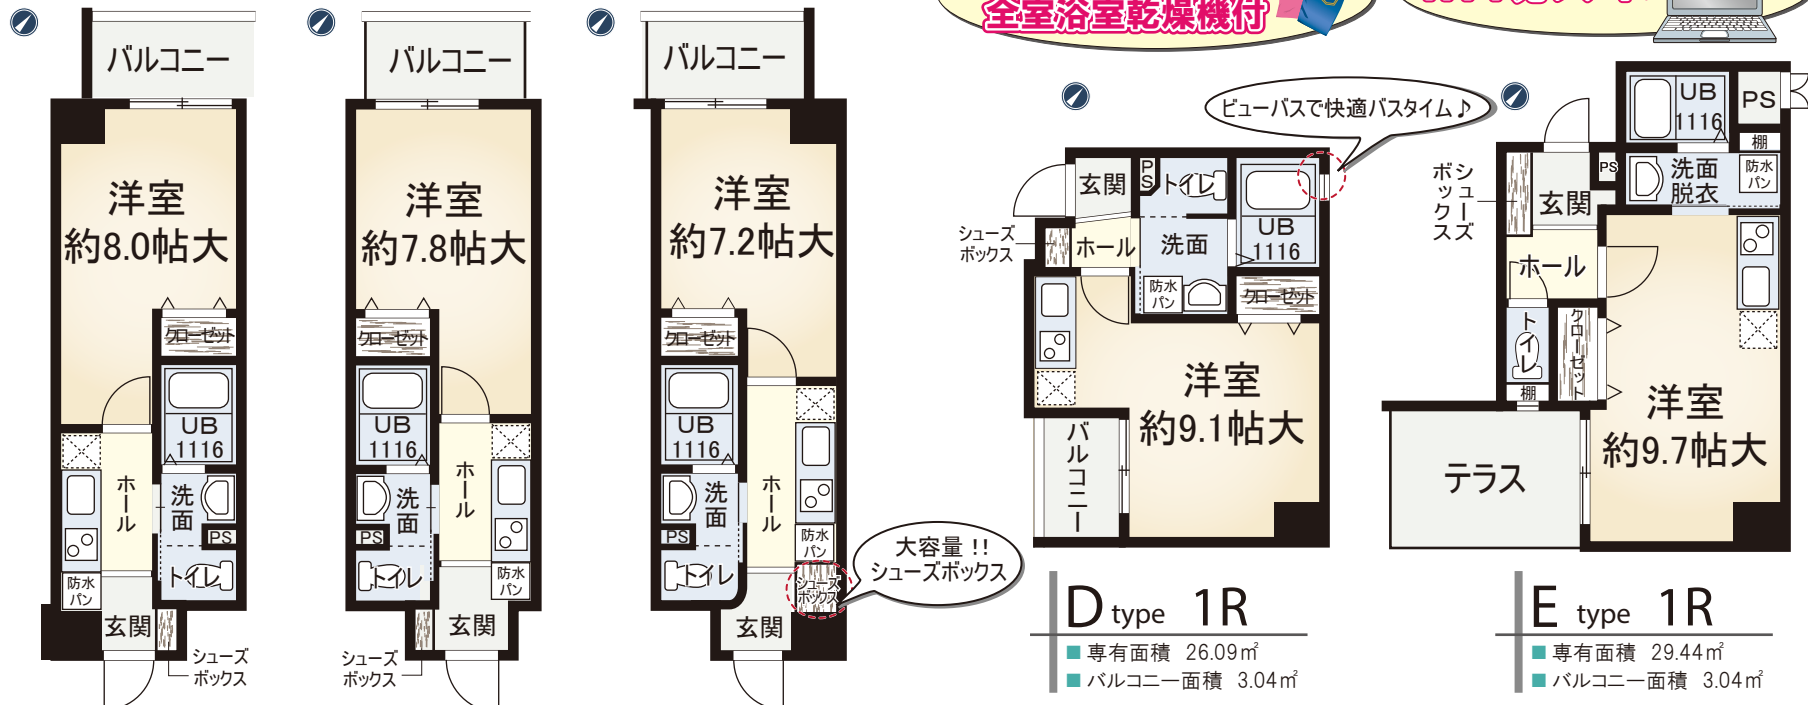 全室浴室乾燥機付
バルコニー
洋室
約8.0帖大
クローゼット
UB
1116
ホール
洗面
PS
トイレ
防水
パン
玄関
シューズ
ボックス
バルコニー
洋室
約7.8帖大
クローゼット
UB
1116
ホール
洗面
PS
トイレ
防水
パン
玄関
シューズ
ボックス
バルコニー
洋室
約7.2帖大
クローゼット
UB
1116
ホール
洗面
PS
トイレ
防水
パン
シューズ
ボックス
玄関
大容量 !!
シューズボックス
ビューバスで快適バスタイム♪
玄関
PS
トイレ
UB
1116
シューズ
ボックス
ホール
洗面
防水
パン
クローゼット
洋室
約9.1帖大
バルコニー
D type 1R
■ 専有面積 26.09㎡
■ バルコニー面積 3.04㎡
UB
1116
PS
棚
PS
洗面
脱衣
防水
パン
シューズ
ボックス
玄関
ホール
トイレ
棚
クローゼット
洋室
約9.7帖大
テラス
E type 1R
■ 専有面積 29.44㎡
■ バルコニー面積 3.04㎡